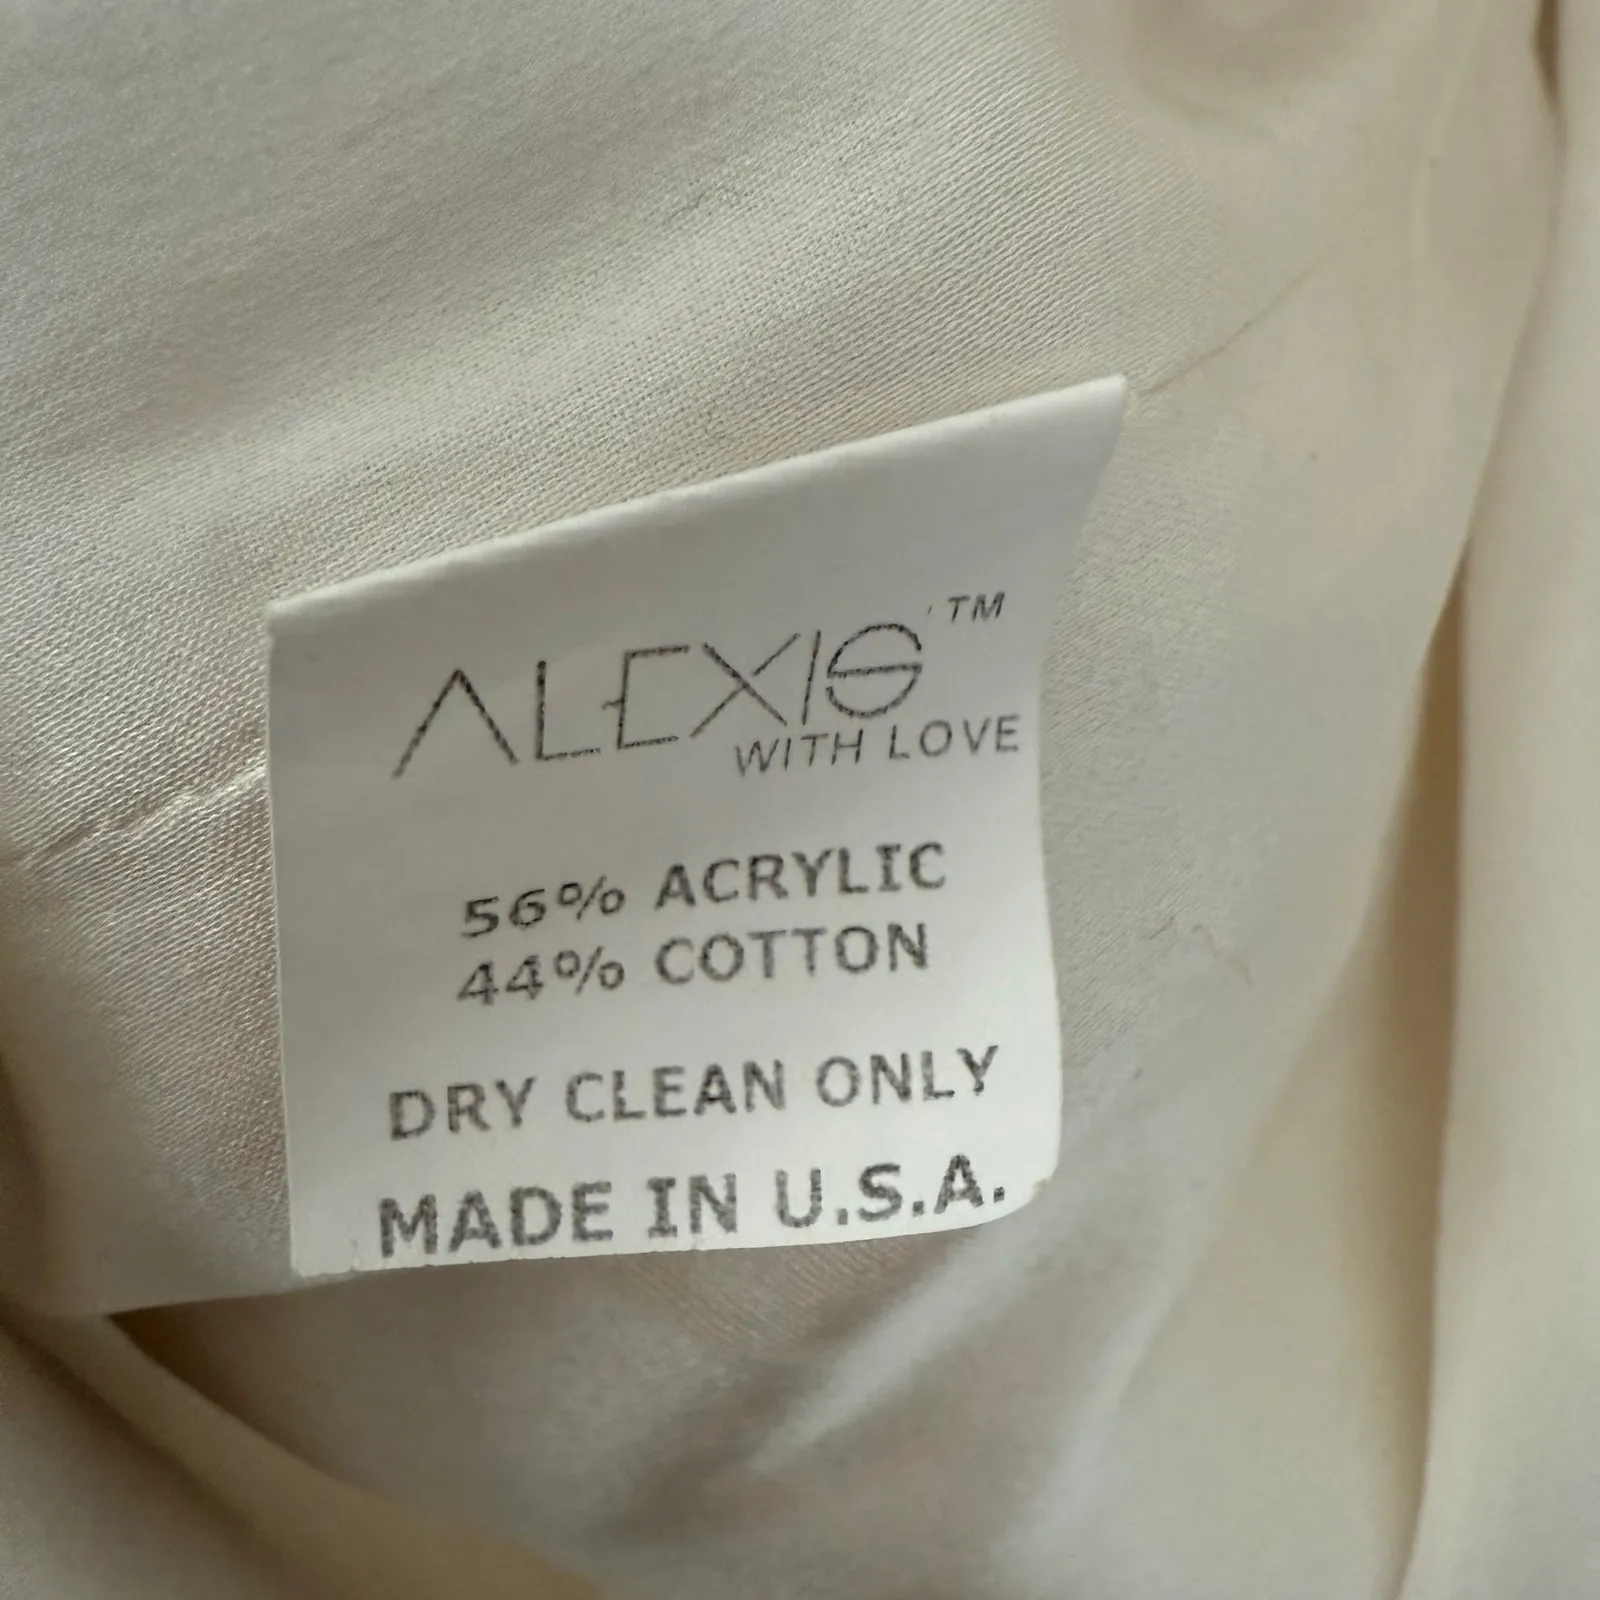 ALEXIS™
WITH LOVE
56% ACRYLIC
44% COTTON
DRY CLEAN ONLY
MADE IN U.S.A.